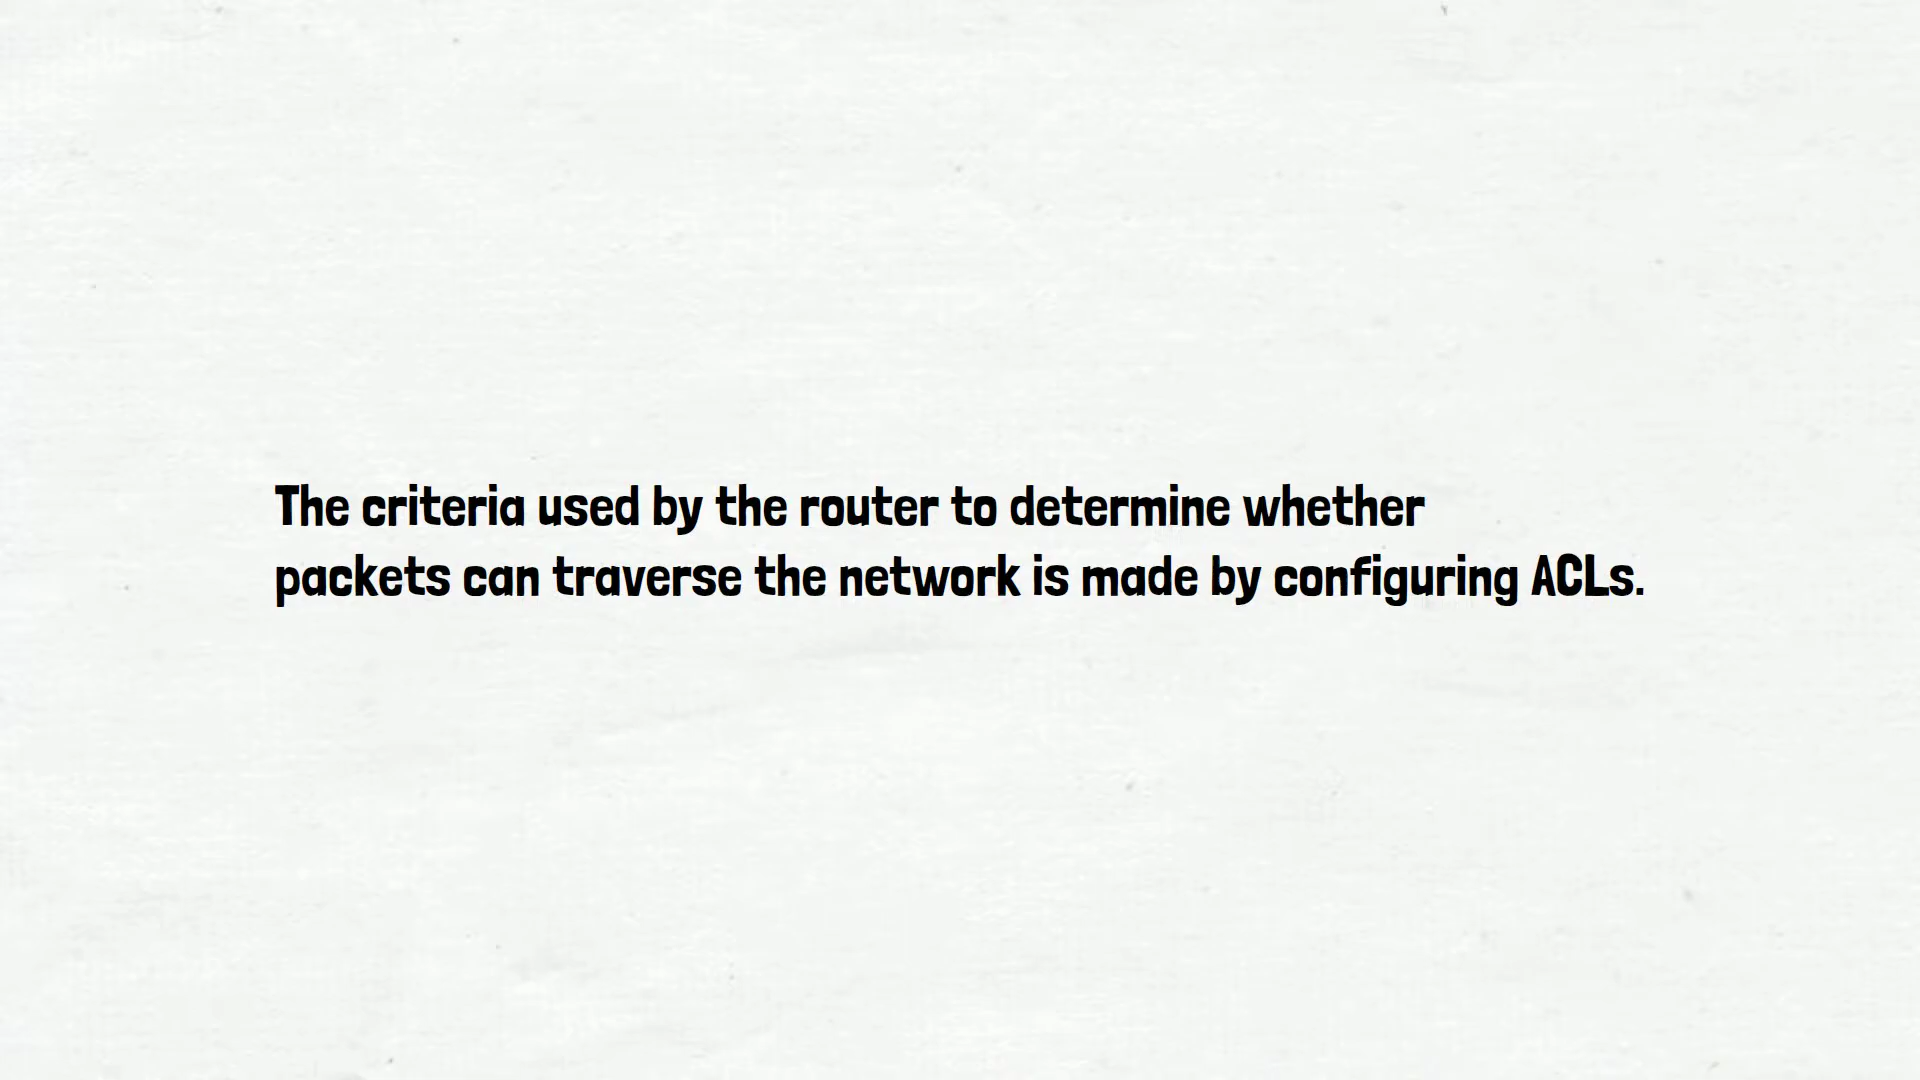 The criteria used by the router to determine whether
packets can traverse the network is made by configuring ACLs.